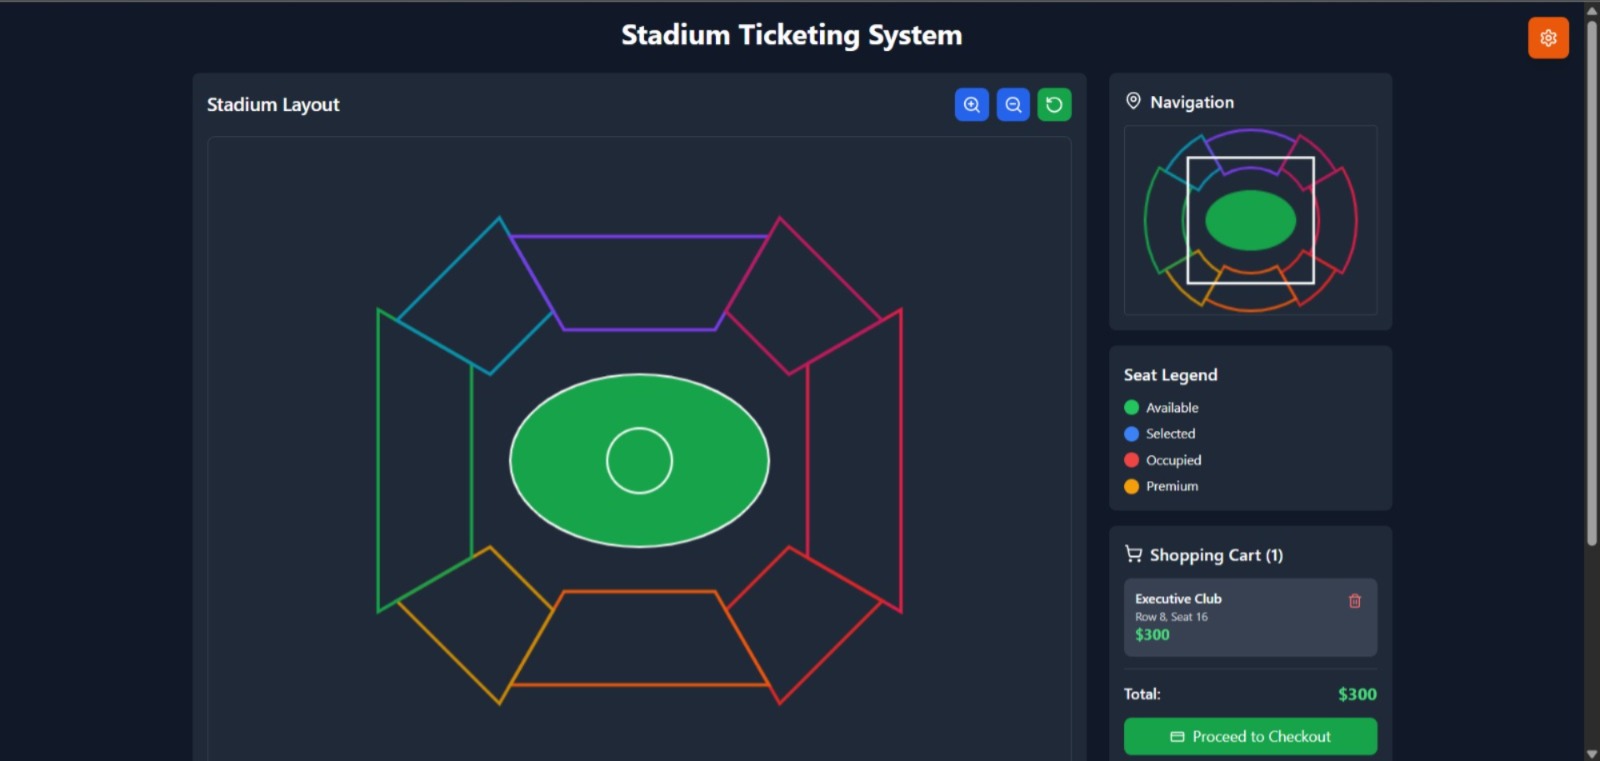 Stadium Ticketing System
Stadium Layout
Navigation
Seat Legend
Available
Selected
Occupied
Premium
Shopping Cart (1)
Executive Club
Row 8, Seat 16
$300
Total: $300
Proceed to Checkout